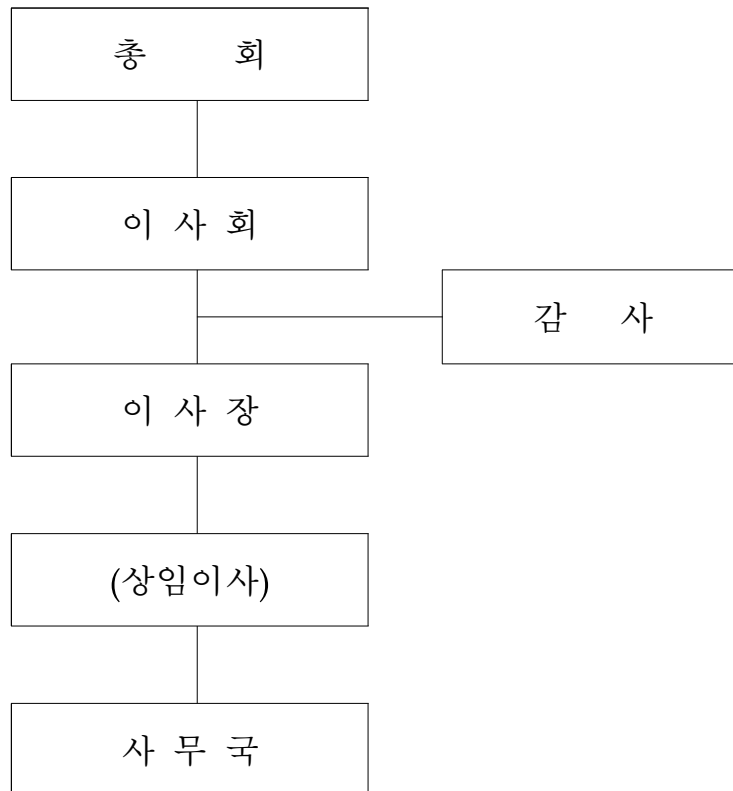 총 회
이 사 회
감 사
이 사 장
(상임이사)
사 무 국